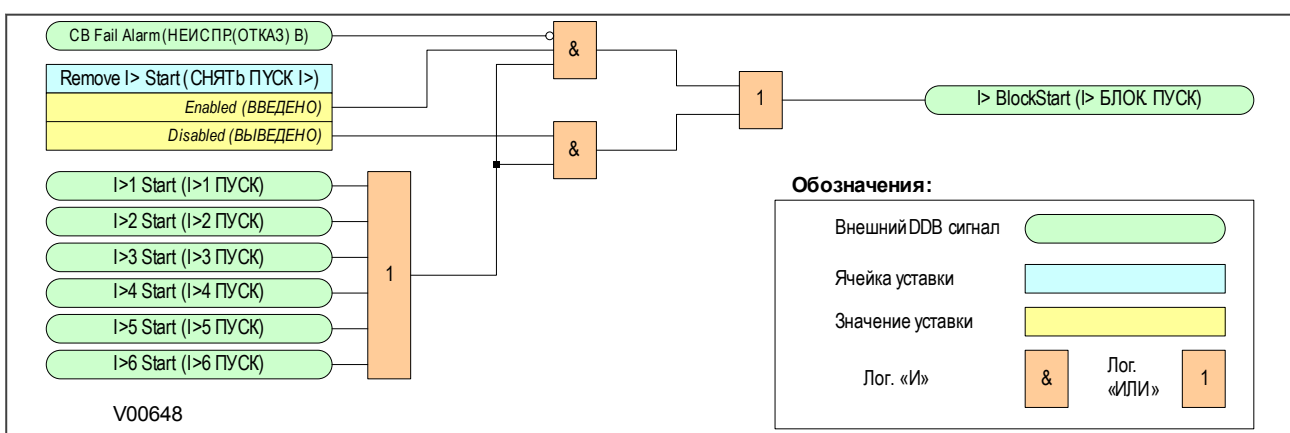 CB Fail Alarm (НЕИСПР.(ОТКАЗ) В)
Remove I> Start (СНЯТЬ ПУСК I>)
Enabled (ВВЕДЕНО)
Disabled (ВЫВЕДЕНО)
I>1 Start (I>1 ПУСК)
I>2 Start (I>2 ПУСК)
I>3 Start (I>3 ПУСК)
I>4 Start (I>4 ПУСК)
I>5 Start (I>5 ПУСК)
I>6 Start (I>6 ПУСК)
1
&
&
1
I> BlockStart (I> БЛОК. ПУСК)
V00648
Обозначения:
Внешний DDB сигнал
Ячейка уставки
Значение уставки
Лог. «И»
&
Лог.
«ИЛИ»
1